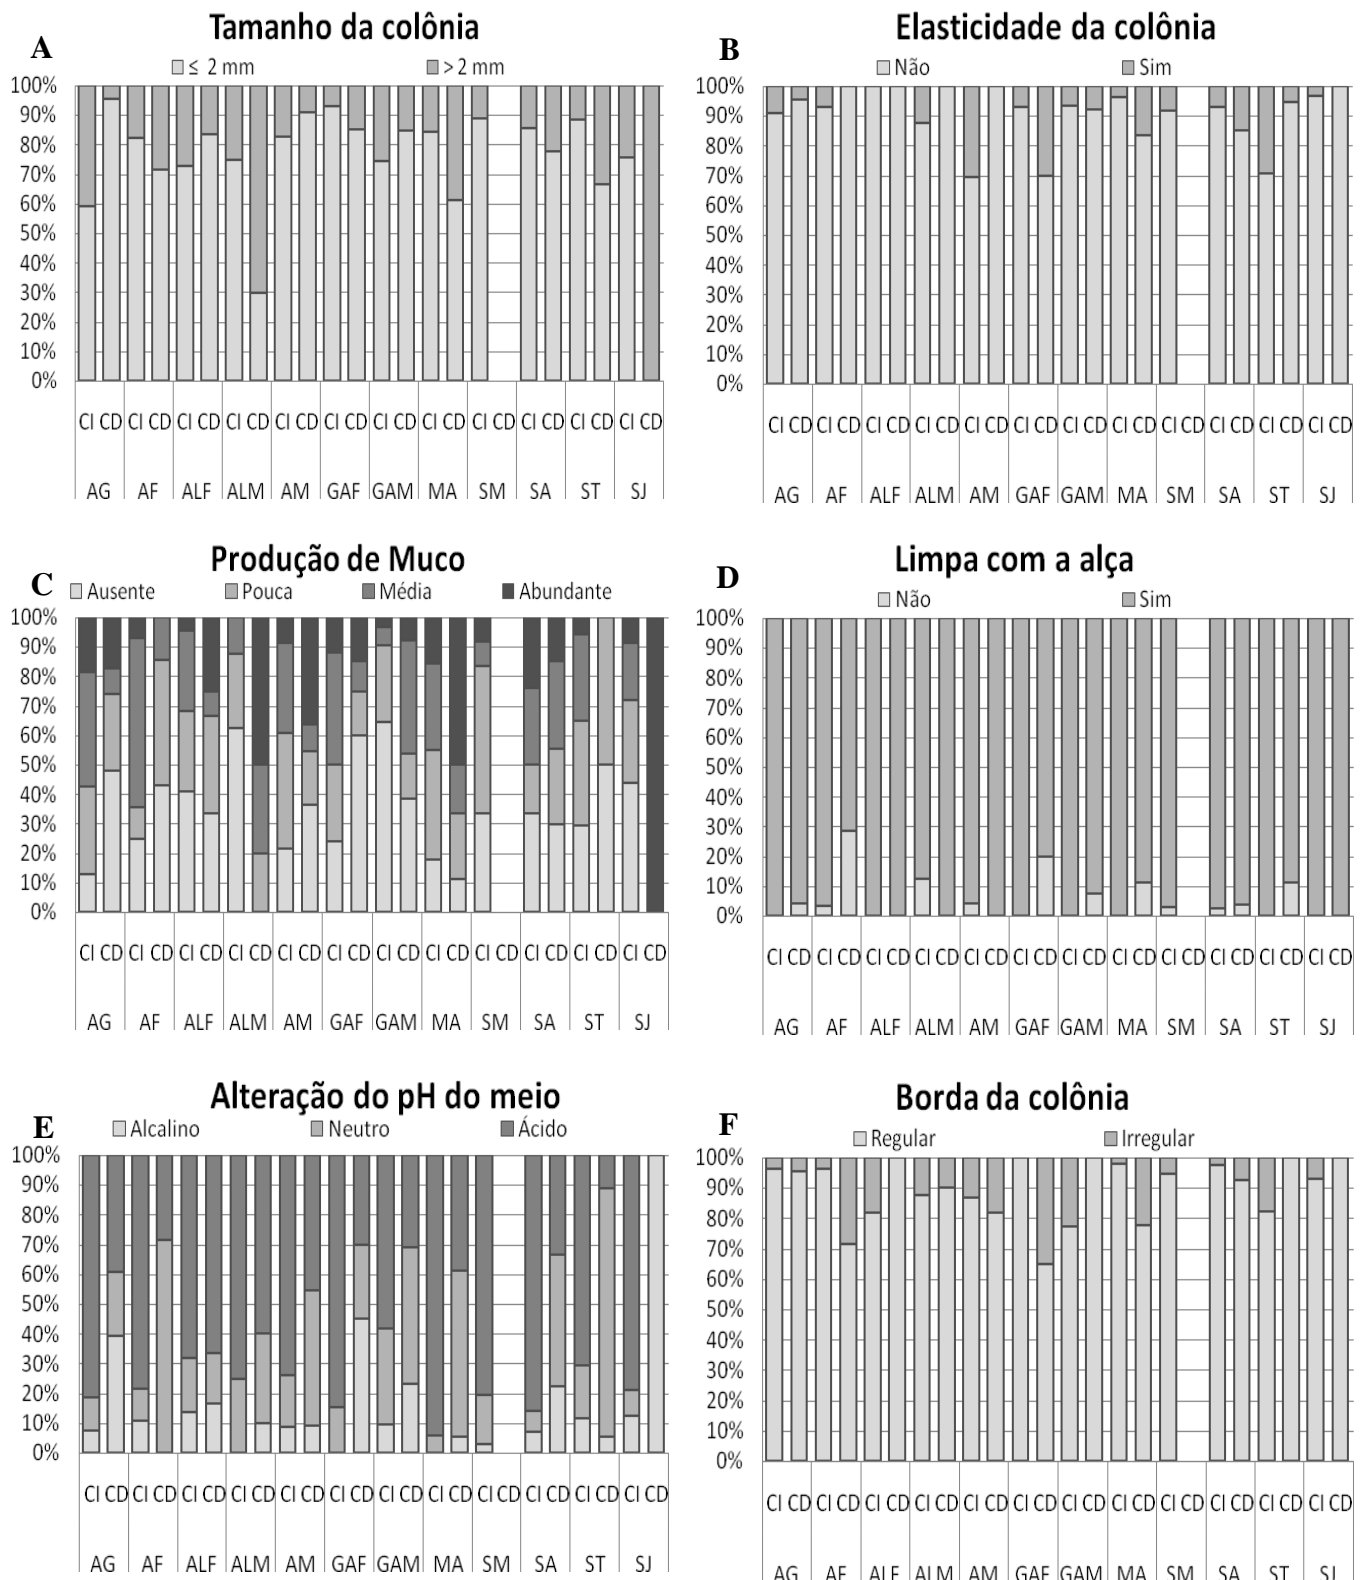 A
Tamanho da colônia
≤ 2 mm > 2 mm
100%
90%
80%
70%
60%
50%
40%
30%
20%
10%
0%
CI CD CI CD CI CD CI CD CI CD CI CD CI CD CI CD CI CD CI CD CI CD CI CD
AG AF ALF ALM AM GAF GAM MA SM SA ST SJ
B
Elasticidade da colônia
Não Sim
100%
90%
80%
70%
60%
50%
40%
30%
20%
10%
0%
CI CD CI CD CI CD CI CD CI CD CI CD CI CD CI CD CI CD CI CD CI CD CI CD
AG AF ALF ALM AM GAF GAM MA SM SA ST SJ
C
Produção de Muco
Ausente Pouca Média Abundante
100%
90%
80%
70%
60%
50%
40%
30%
20%
10%
0%
CI CD CI CD CI CD CI CD CI CD CI CD CI CD CI CD CI CD CI CD CI CD CI CD
AG AF ALF ALM AM GAF GAM MA SM SA ST SJ
D
Limpa com a alça
Não Sim
100%
90%
80%
70%
60%
50%
40%
30%
20%
10%
0%
CI CD CI CD CI CD CI CD CI CD CI CD CI CD CI CD CI CD CI CD CI CD CI CD
AG AF ALF ALM AM GAF GAM MA SM SA ST SJ
E
Alteração do pH do meio
Alcalino Neutro Ácido
100%
90%
80%
70%
60%
50%
40%
30%
20%
10%
0%
CI CD CI CD CI CD CI CD CI CD CI CD CI CD CI CD CI CD CI CD CI CD CI CD
AG AF ALF ALM AM GAF GAM MA SM SA ST SJ
F
Borda da colônia
Regular Irregular
100%
90%
80%
70%
60%
50%
40%
30%
20%
10%
0%
CI CD CI CD CI CD CI CD CI CD CI CD CI CD CI CD CI CD CI CD CI CD CI CD
AG AF ALF ALM AM GAF GAM MA SM SA ST SJ